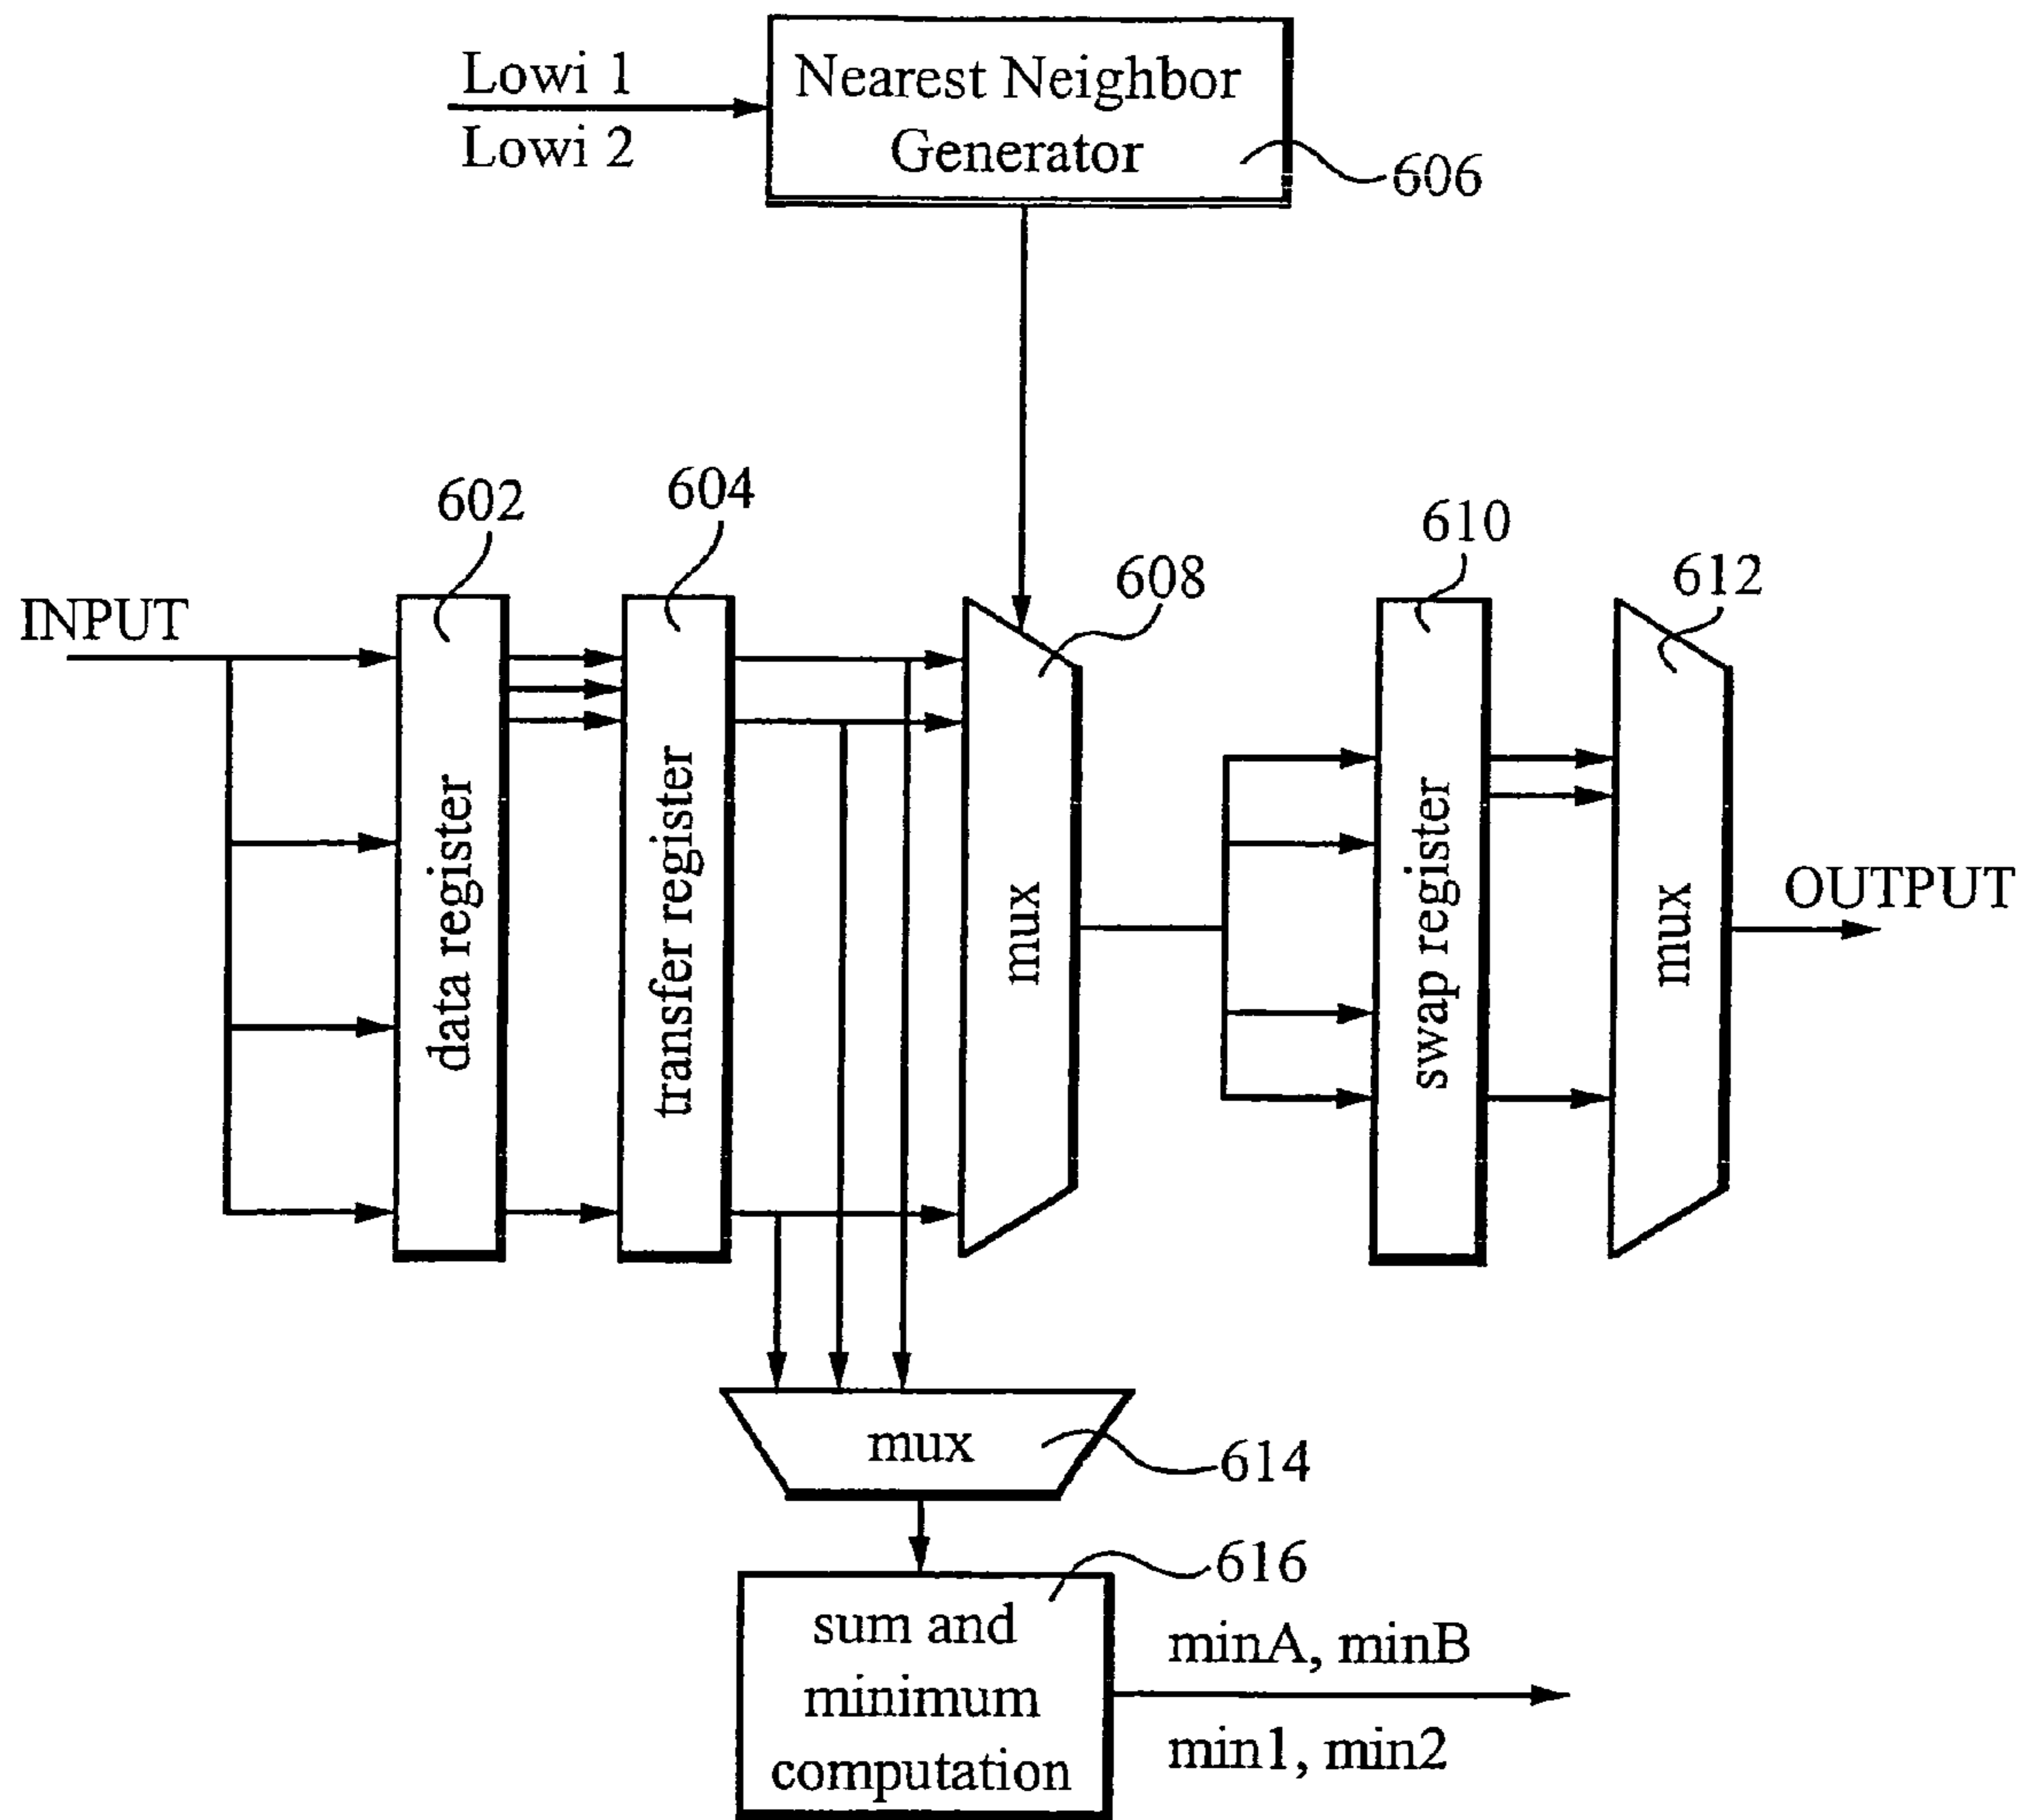 Lowi 1
Lowi 2
Nearest Neighbor
Generator
606
602
604
608
610
612
INPUT
data register
transfer register
mux
swap register
mux
OUTPUT
mux
614
616
sum and
minimum
computation
minA, minB
min1, min2